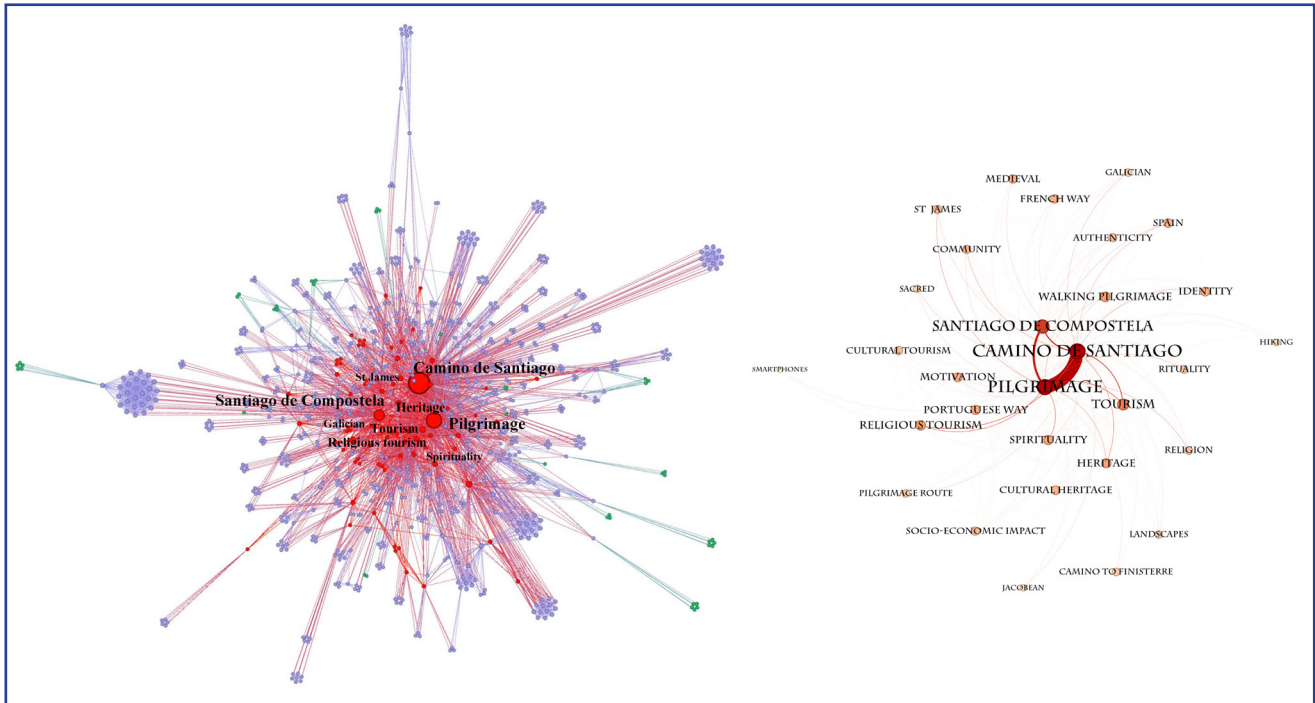 Camino de Santiago
St James
Santiago de Compostela
Heritage
Galician
Tourism
Pilgrimage
Religious tourism
Spirituality
GALICIAN
MEDIEVAL
FRENCH WAY
ST JAMES
SPAIN
AUTHENTICITY
COMMUNITY
SACRED
WALKING PILGRIMAGE
IDENTITY
SANTIAGO DE COMPOSTELA
HIKING
CULTURAL TOURISM
CAMINO DE SANTIAGO
SMARTPHONES
RITUALITY
MOTIVATION
PILGRIMAGE
TOURISM
PORTUGUESE WAY
RELIGIOUS TOURISM
SPIRITUALITY
RELIGION
HERITAGE
PILGRIMAGE ROUTE
CULTURAL HERITAGE
SOCIO-ECONOMIC IMPACT
LANDSCAPES
CAMINO TO FINISTERRE
JACOBEAN